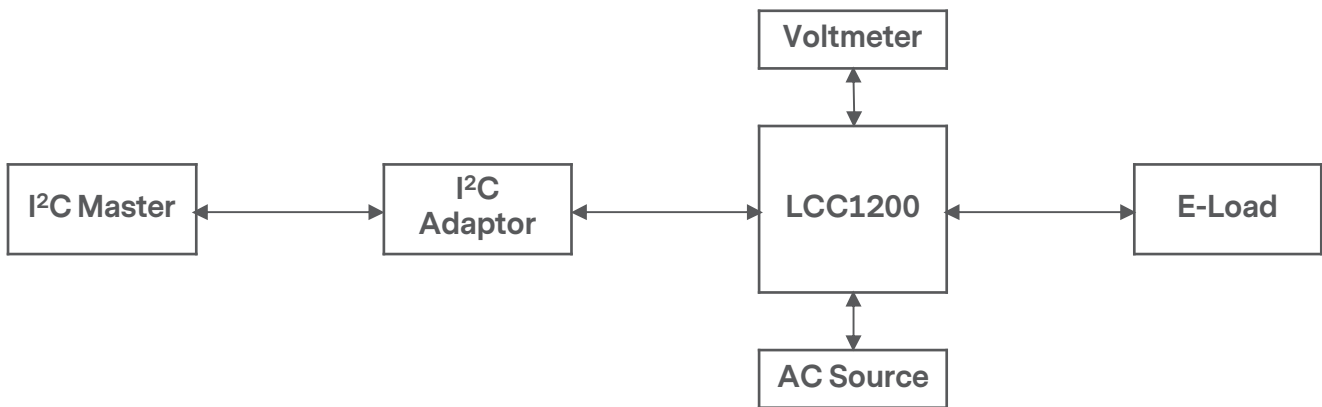 Voltmeter
I²C Master
I²C
Adaptor
LCC1200
E-Load
AC Source